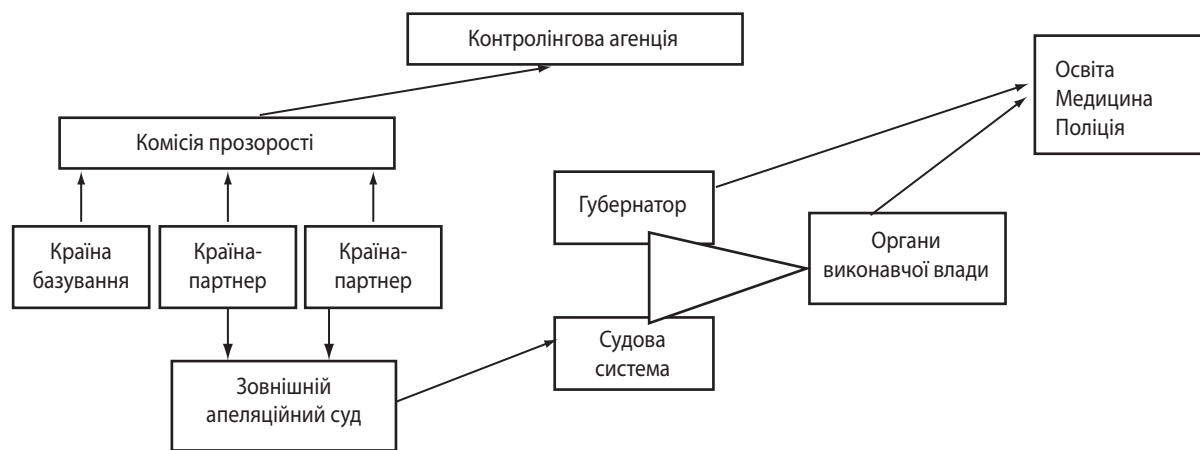 Контролінгова агенція
Освіта
Медицина
Поліція
Комісія прозорості
Губернатор
Країна
базування
Країна-
партнер
Країна-
партнер
Органи
виконавчої влади
Судова
система
Зовнішній
апеляційний суд